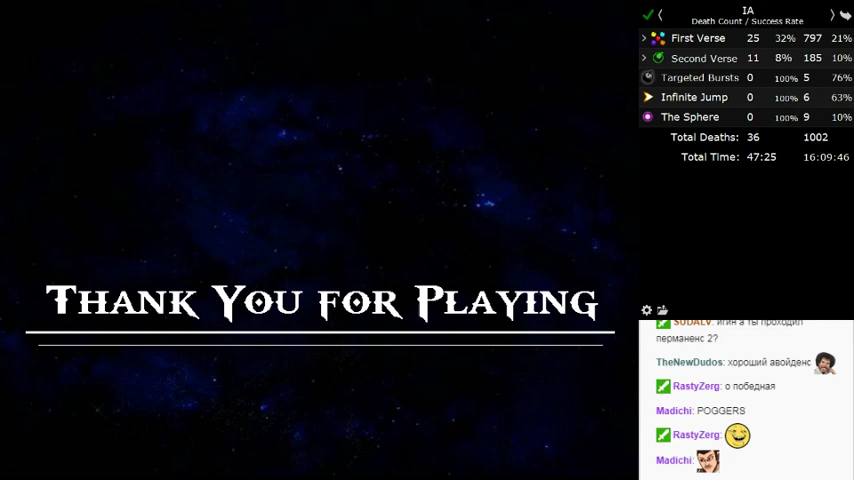 THANK YOU FOR PLAYING
IA
Death Count / Success Rate
First Verse 25 32% 797 21%
Second Verse 11 8% 185 10%
Targeted Bursts 0 100% 5 76%
Infinite Jump 0 100% 6 63%
The Sphere 0 100% 9 10%
Total Deaths: 36 1002
Total Time: 47:25 16:09:46
SUDALV: игин а ты проходил
перманенс 2?
TheNewDudos: хороший авойденс
RastyZerg: о победная
Madichi: POGGERS
RastyZerg:
Madichi: